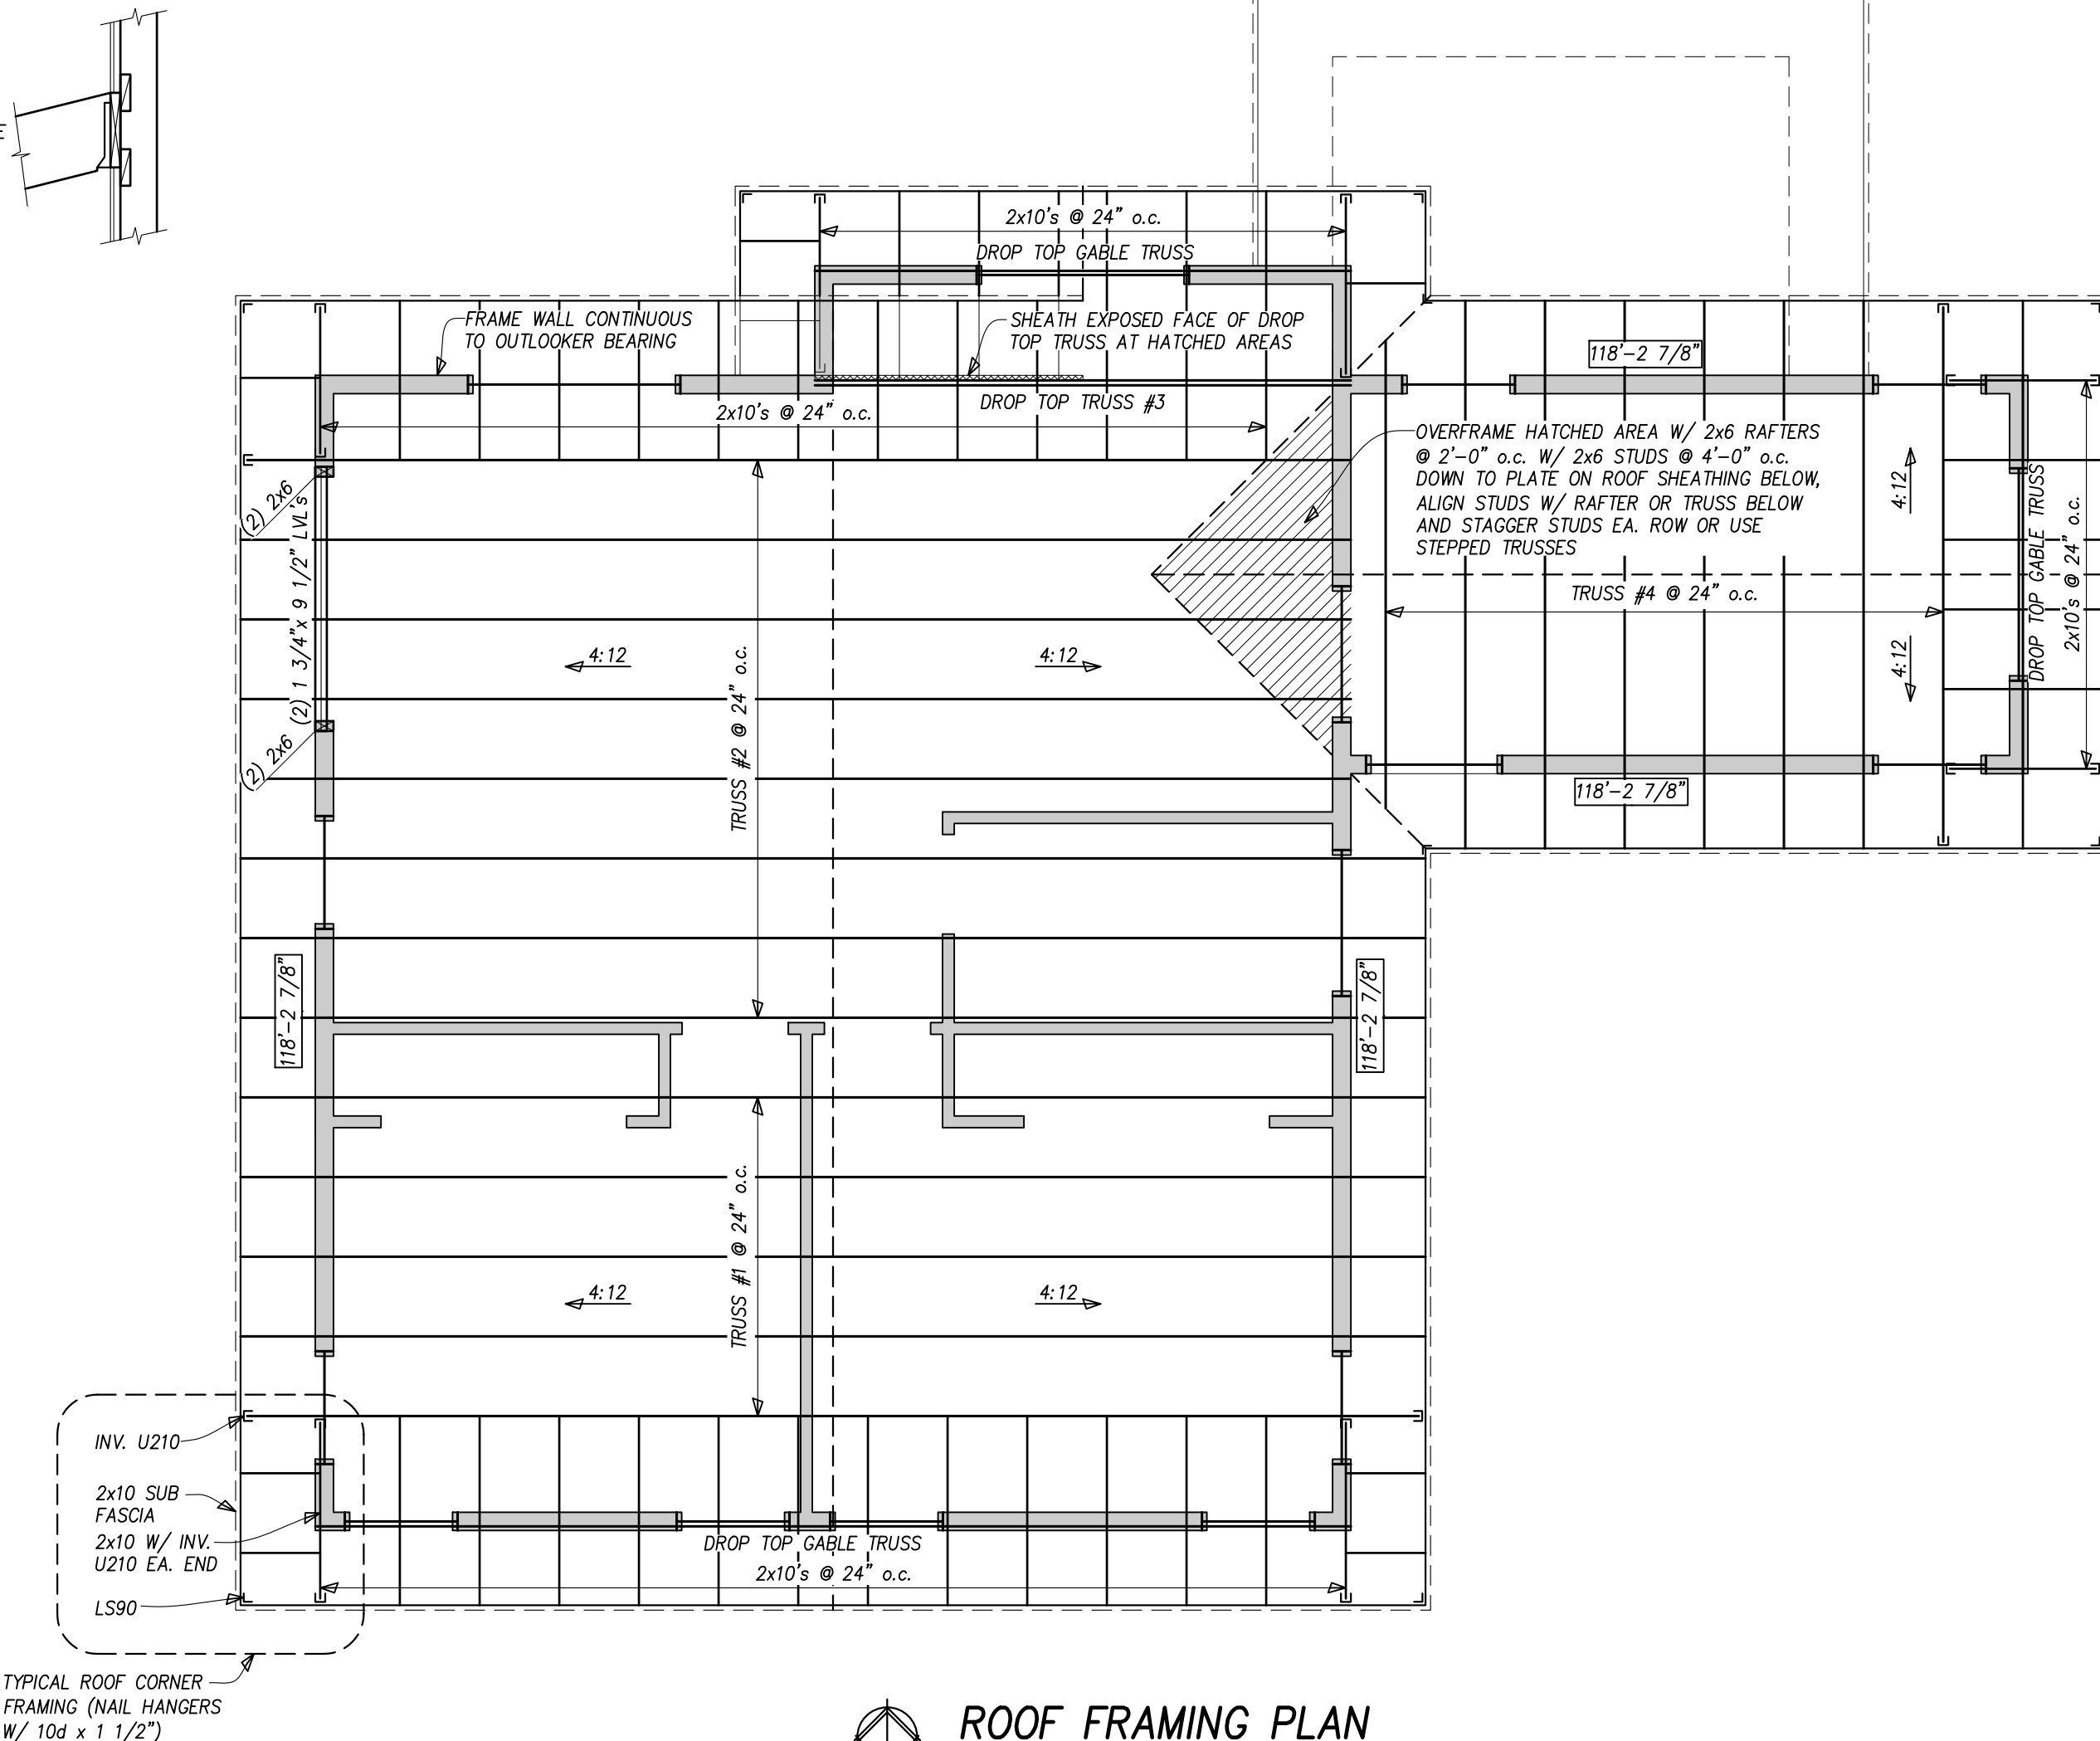 E
2x10's @ 24" o.c.
DROP TOP GABLE TRUSS
FRAME WALL CONTINUOUS
TO OUTLOOKER BEARING
SHEATH EXPOSED FACE OF DROP
TOP TRUSS AT HATCHED AREAS
118'-2 7/8"
2x10's @ 24" o.c.
DROP TOP TRUSS #3
OVERFRAME HATCHED AREA W/ 2x6 RAFTERS
@ 2'-0" o.c. W/ 2x6 STUDS @ 4'-0" o.c.
DOWN TO PLATE ON ROOF SHEATHING BELOW,
ALIGN STUDS W/ RAFTER OR TRUSS BELOW
AND STAGGER STUDS EA. ROW OR USE
STEPPED TRUSSES
4:12
4:12
DROP TOP GABLE TRUSS
2x10's @ 24" o.c.
(2) 2x6
(2) 1 3/4"x 9 1/2" LVL's
(2) 2x6
TRUSS #4 @ 24" o.c.
4:12
4:12
TRUSS #2 @ 24" o.c.
118'-2 7/8"
118'-2 7/8"
118'-2 7/8"
TRUSS #1 @ 24" o.c.
4:12
4:12
INV. U210
2x10 SUB
FASCIA
2x10 W/ INV.
U210 EA. END
LS90
DROP TOP GABLE TRUSS
2x10's @ 24" o.c.
TYPICAL ROOF CORNER
FRAMING (NAIL HANGERS
W/ 10d x 1 1/2")
ROOF FRAMING PLAN